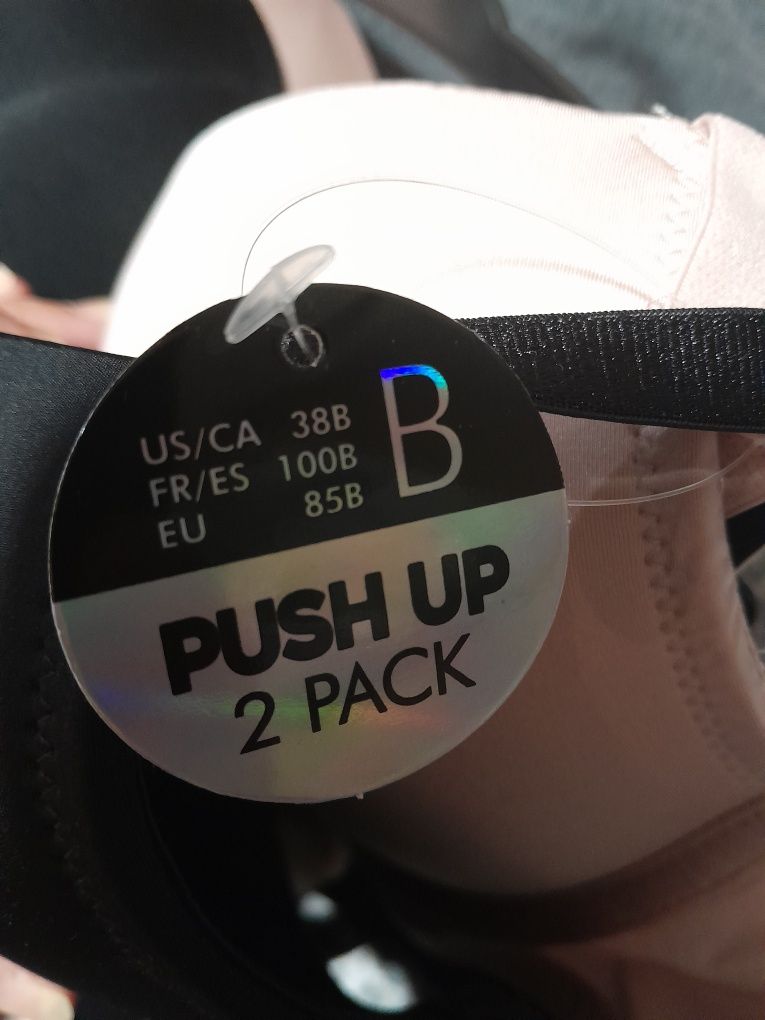 US/CA 38B
FR/ES 100B
EU 85B
B
PUSH UP
2 PACK